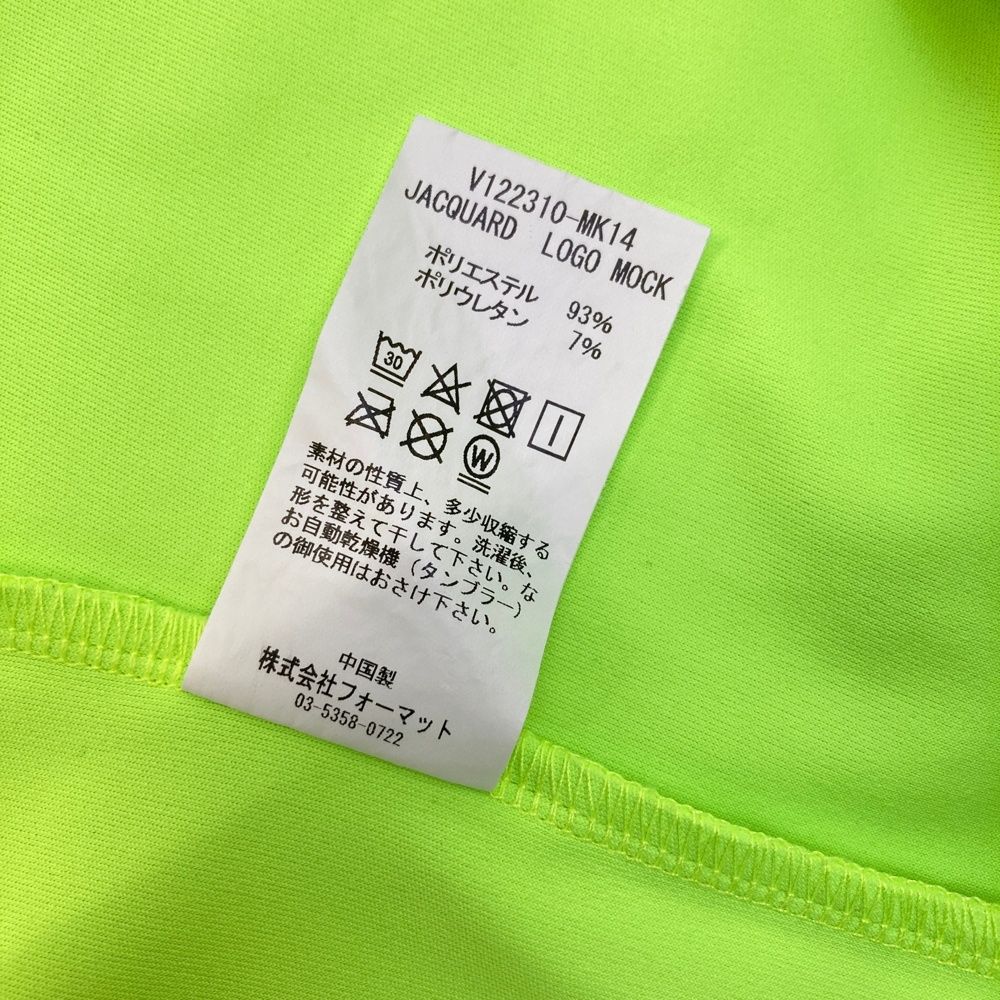 V122310-MK14
JACQUARD LOGO MOCK
ポリエステル 93%
ポリウレタン 7%
30
W
素材の性質上、多少収縮する
可能性があります。洗濯後、
形を整えて干して下さい。な
お自動乾燥機（タンブラー）
の御使用はおさけ下さい。
中国製
株式会社フォーマット
03-5358-0722